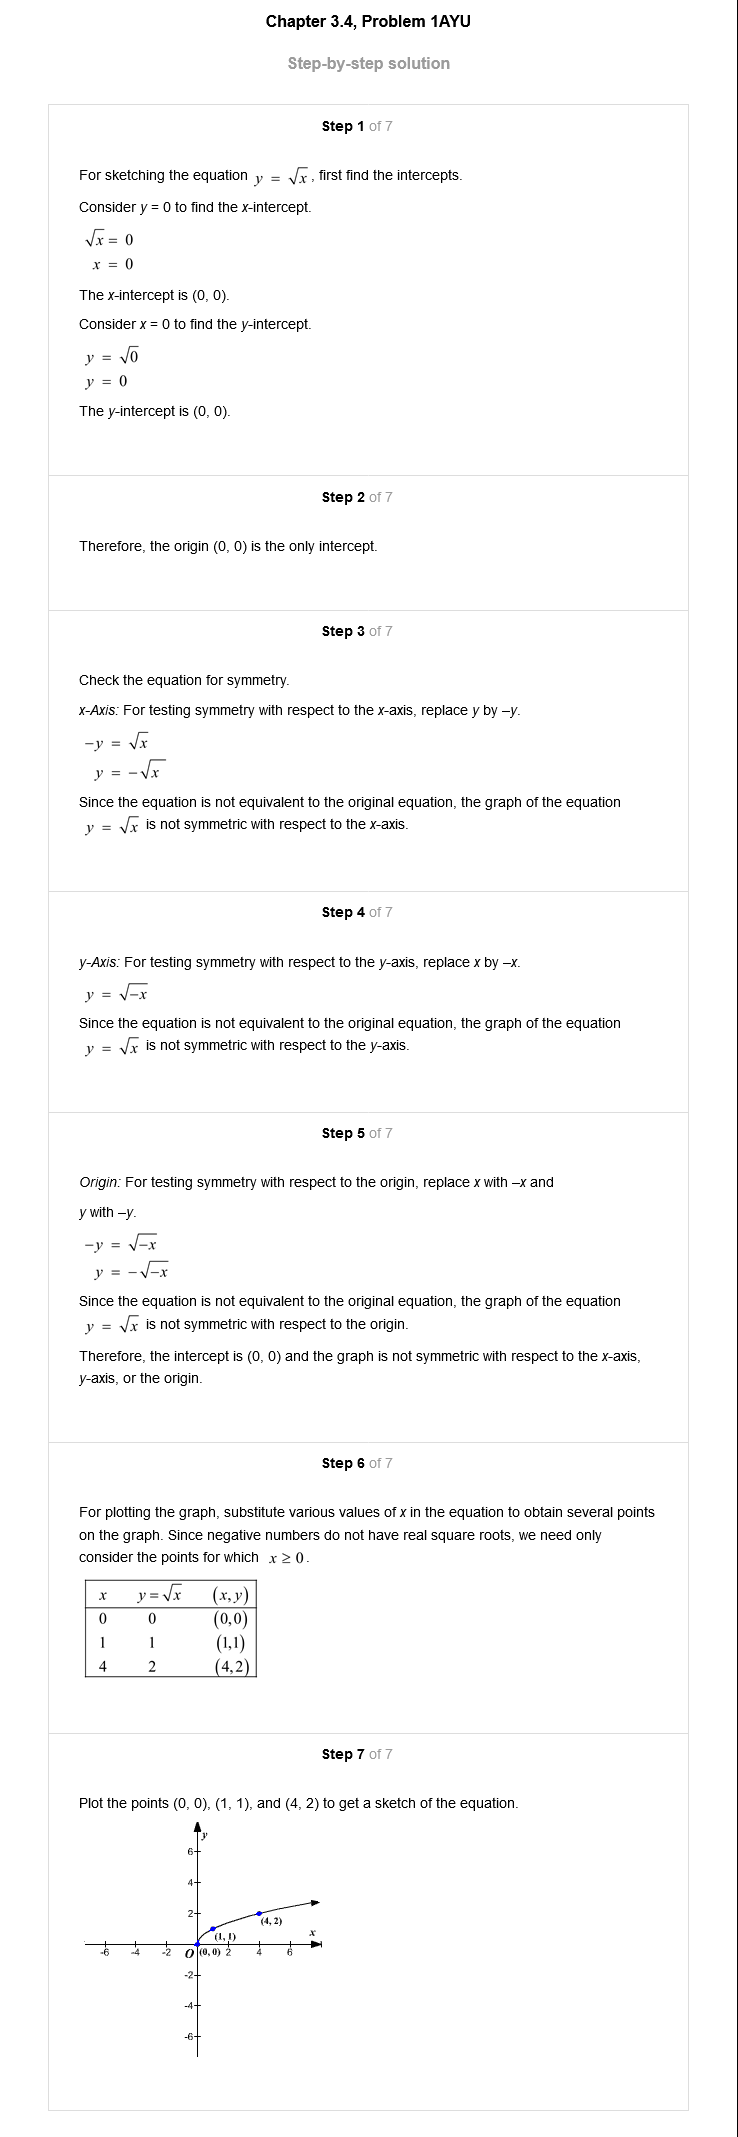 Chapter 3.4, Problem 1AYU
Step-by-step solution
Step 1 of 7
For sketching the equation y = √x, first find the intercepts.
Consider y = 0 to find the x-intercept.
√x = 0
x = 0
The x-intercept is (0, 0).
Consider x = 0 to find the y-intercept.
y = √0
y = 0
The y-intercept is (0, 0).
Step 2 of 7
Therefore, the origin (0, 0) is the only intercept.
Step 3 of 7
Check the equation for symmetry.
x-Axis: For testing symmetry with respect to the x-axis, replace y by –y.
−y = √x
y = −√x
Since the equation is not equivalent to the original equation, the graph of the equation
y = √x is not symmetric with respect to the x-axis.
Step 4 of 7
y-Axis: For testing symmetry with respect to the y-axis, replace x by –x.
y = √−x
Since the equation is not equivalent to the original equation, the graph of the equation
y = √x is not symmetric with respect to the y-axis.
Step 5 of 7
Origin: For testing symmetry with respect to the origin, replace x with –x and
y with –y.
−y = √−x
y = −√−x
Since the equation is not equivalent to the original equation, the graph of the equation
y = √x is not symmetric with respect to the origin.
Therefore, the intercept is (0, 0) and the graph is not symmetric with respect to the x-axis,
y-axis, or the origin.
Step 6 of 7
For plotting the graph, substitute various values of x in the equation to obtain several points
on the graph. Since negative numbers do not have real square roots, we need only
consider the points for which x ≥ 0.
x y = √x (x, y)
0 0 (0,0)
1 1 (1,1)
4 2 (4,2)
Step 7 of 7
Plot the points (0, 0), (1, 1), and (4, 2) to get a sketch of the equation.
y
6
4
2
(4, 2)
(1, 1)
x
-6 -4 -2 O (0, 0) 2 4 6
-2
-4
-6